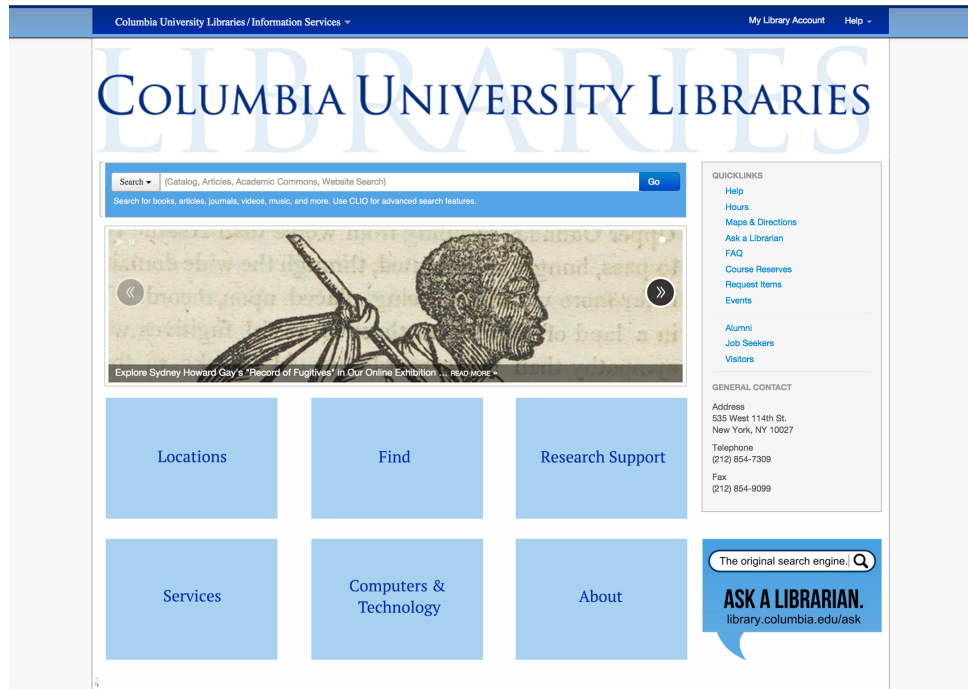 Columbia University Libraries / Information Services
My Library Account Help
LIBRARIES
COLUMBIA UNIVERSITY LIBRARIES
Search (Catalog, Articles, Academic Commons, Website Search) Go
Search for books, articles, journals, videos, music, and more. Use CLIO for advanced search features.
Explore Sydney Howard Gay's "Record of Fugitives" in Our Online Exhibition ... READ MORE »
Locations
Find
Research Support
Services
Computers &
Technology
About
QUICKLINKS
Help
Hours
Maps & Directions
Ask a Librarian
FAQ
Course Reserves
Request Items
Events
Alumni
Job Seekers
Visitors
GENERAL CONTACT
Address
535 West 114th St.
New York, NY 10027
Telephone
(212) 854-7309
Fax
(212) 854-9099
The original search engine.
ASK A LIBRARIAN.
library.columbia.edu/ask